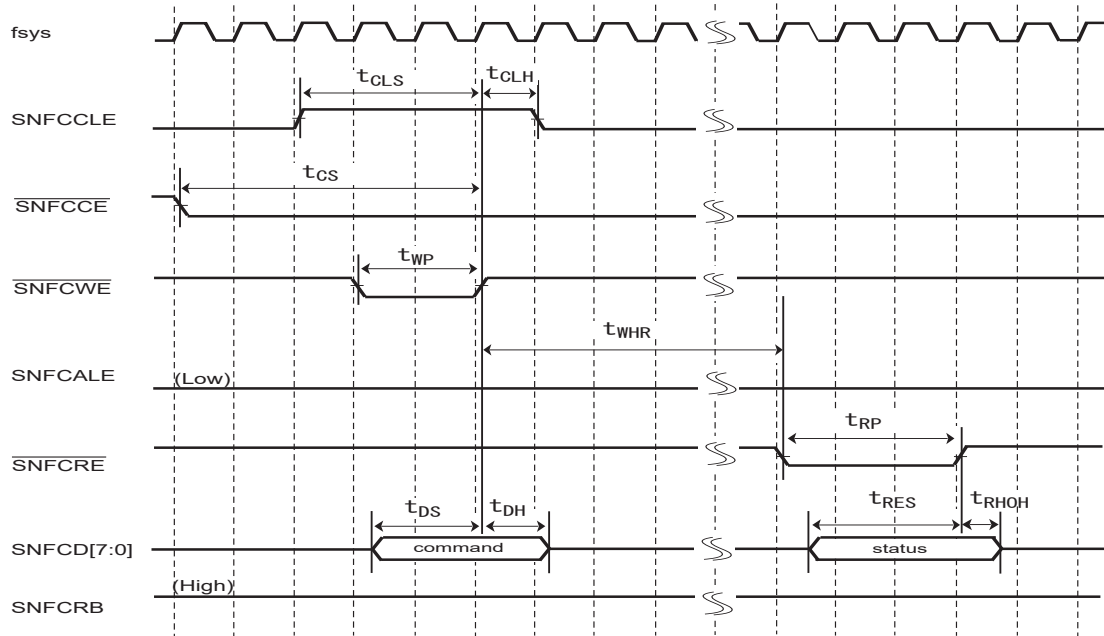 fsys
tCLS
tCLH
SNFCCLE
tCS
SNFCCE
tWP
SNFCWE
tWHR
SNFCALE
(Low)
tRP
SNFCRE
tDS
tDH
tRES
tRHOH
SNFCD[7:0]
command
status
(High)
SNFCRB